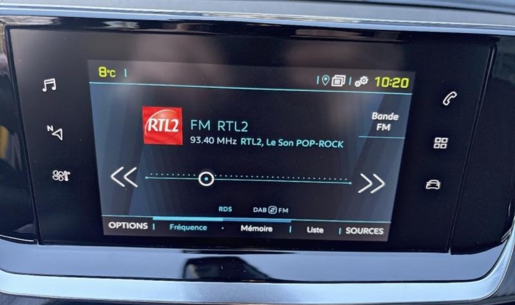 8°C
10:20
N
RTL2
FM RTL2
93.40 MHz RTL2, Le Son POP-ROCK
Bande
FM
RDS
DAB FM
OPTIONS
Fréquence
Mémoire
Liste
SOURCES